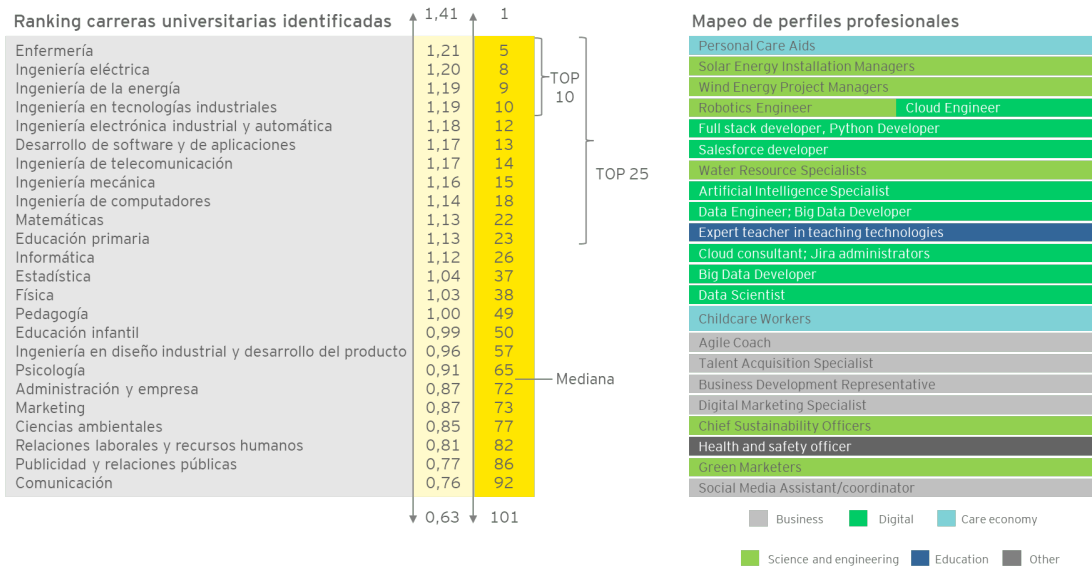 Ranking carreras universitarias identificadas
1,41
1
Mapeo de perfiles profesionales
Enfermería 1,21 5
Ingeniería eléctrica 1,20 8
Ingeniería de la energía 1,19 9
Ingeniería en tecnologías industriales 1,19 10
Ingeniería electrónica industrial y automática 1,18 12
Desarrollo de software y de aplicaciones 1,17 13
Ingeniería de telecomunicación 1,17 14
Ingeniería mecánica 1,16 15
Ingeniería de computadores 1,14 18
Matemáticas 1,13 22
Educación primaria 1,13 23
Informática 1,12 26
Estadística 1,04 37
Física 1,03 38
Pedagogía 1,00 49
Educación infantil 0,99 50
Ingeniería en diseño industrial y desarrollo del producto 0,96 57
Psicología 0,91 65
Administración y empresa 0,87 72
Marketing 0,87 73
Ciencias ambientales 0,85 77
Relaciones laborales y recursos humanos 0,81 82
Publicidad y relaciones públicas 0,77 86
Comunicación 0,76 92
0,63 101
TOP
10
TOP 25
Mediana
Personal Care Aids
Solar Energy Installation Managers
Wind Energy Project Managers
Robotics Engineer
Cloud Engineer
Full stack developer, Python Developer
Salesforce developer
Water Resource Specialists
Artificial Intelligence Specialist
Data Engineer; Big Data Developer
Expert teacher in teaching technologies
Cloud consultant; Jira administrators
Big Data Developer
Data Scientist
Childcare Workers
Agile Coach
Talent Acquisition Specialist
Business Development Representative
Digital Marketing Specialist
Chief Sustainability Officers
Health and safety officer
Green Marketers
Social Media Assistant/coordinator
Business
Digital
Care economy
Science and engineering
Education
Other